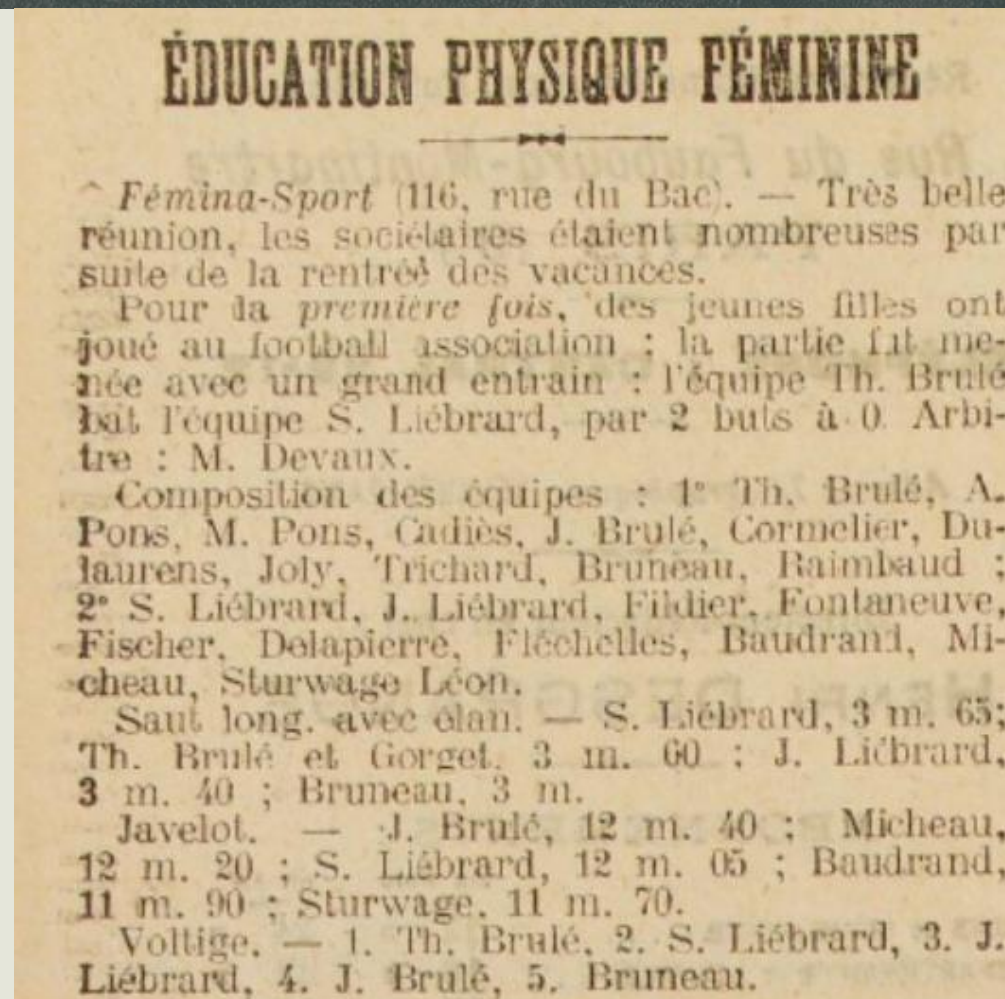 ÉDUCATION PHYSIQUE FÉMININE
Fémina-Sport (116, rue du Bac). — Très belle
réunion, les sociétaires étaient nombreuses par
suite de la rentrée des vacances.
Pour la première fois, des jeunes filles ont
joué au football association : la partie fut me-
née avec un grand entrain : l'équipe Th. Brulé
bat l'équipe S. Liébrard, par 2 buts à 0. Arbi-
tre : M. Devaux.
Composition des équipes : 1° Th. Brulé, A.
Pons, M. Pons, Cadiès, J. Brulé, Cormelier, Du-
laurens, Joly, Trichard, Bruneau, Raimbaud ;
2° S. Liébrard, J. Liébrard, Fildier, Fontaneuve,
Fischer, Delapierre, Fléchelles, Baudrand, Mi-
cheau, Sturwage Léon.
Saut long. avec élan. — S. Liébrard, 3 m. 65;
Th. Brulé et Gorget. 3 m. 60 ; J. Liébrard,
3 m. 40 ; Bruneau, 3 m.
Javelot. — J. Brulé, 12 m. 40 ; Micheau,
12 m. 20 ; S. Liébrard, 12 m. 05 ; Baudrand,
11 m. 90 ; Sturwage. 11 m. 70.
Voltige. — 1. Th. Brulé, 2. S. Liébrard, 3. J.
Liébrard, 4. J. Brulé, 5. Bruneau.